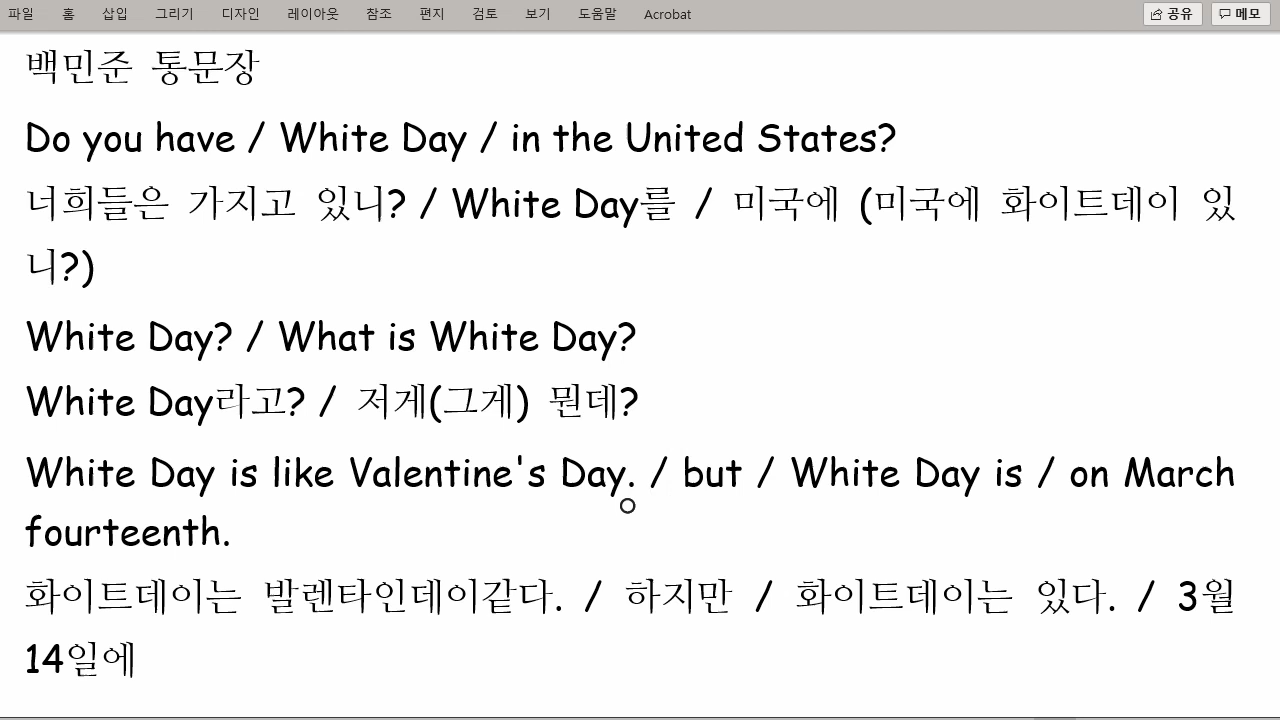 파일 홈 삽입 그리기 디자인 레이아웃 참조 편지 검토 보기 도움말 Acrobat 공유 메모
백민준 통문장
Do you have / White Day / in the United States?
너희들은 가지고 있니? / White Day를 / 미국에 (미국에 화이트데이 있
니?)
White Day? / What is White Day?
White Day라고? / 저게(그게) 뭔데?
White Day is like Valentine's Day. / but / White Day is / on March
fourteenth.
화이트데이는 발렌타인데이같다. / 하지만 / 화이트데이는 있다. / 3월
14일에